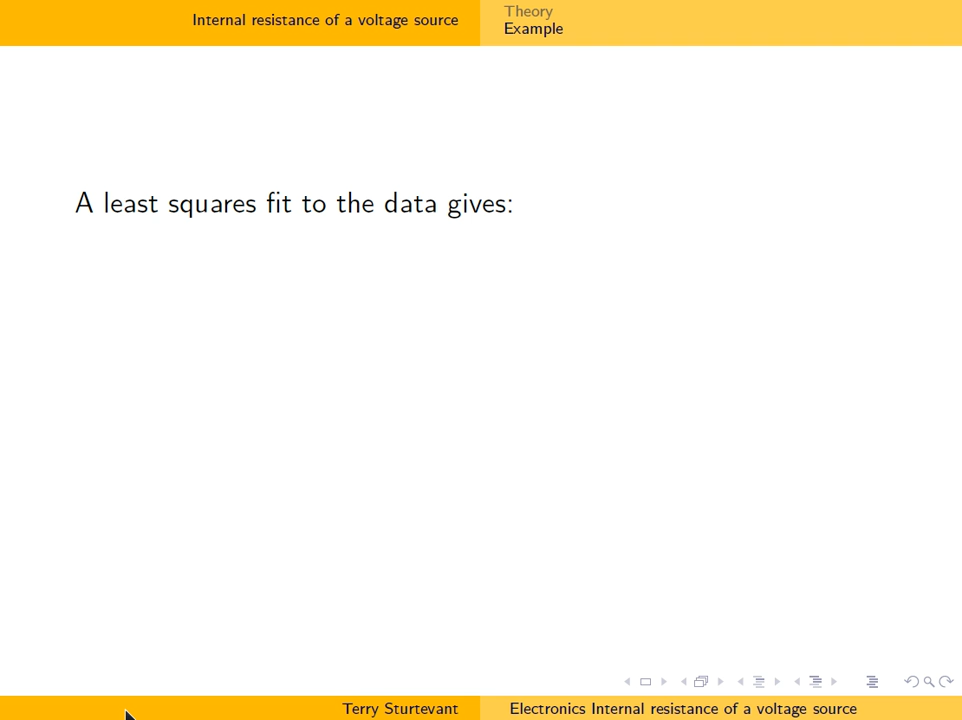 Internal resistance of a voltage source
Theory
Example
A least squares fit to the data gives:
Terry Sturtevant
Electronics Internal resistance of a voltage source